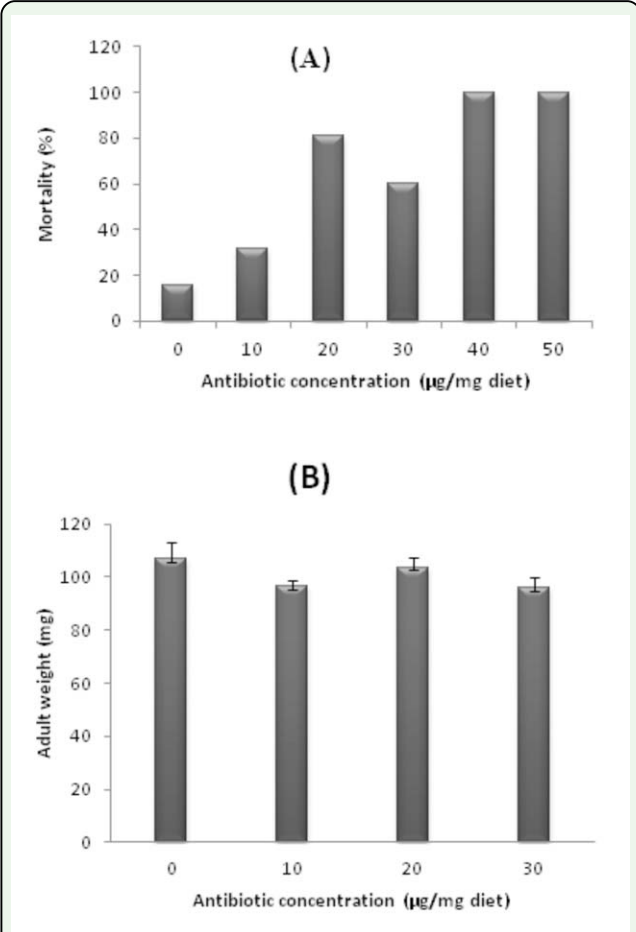 (A)
120
100
80
60
40
20
0
Mortality (%)
0 10 20 30 40 50
Antibiotic concentration (µg/mg diet)
(B)
120
100
80
60
40
20
0
Adult weight (mg)
0 10 20 30
Antibiotic concentration (µg/mg diet)